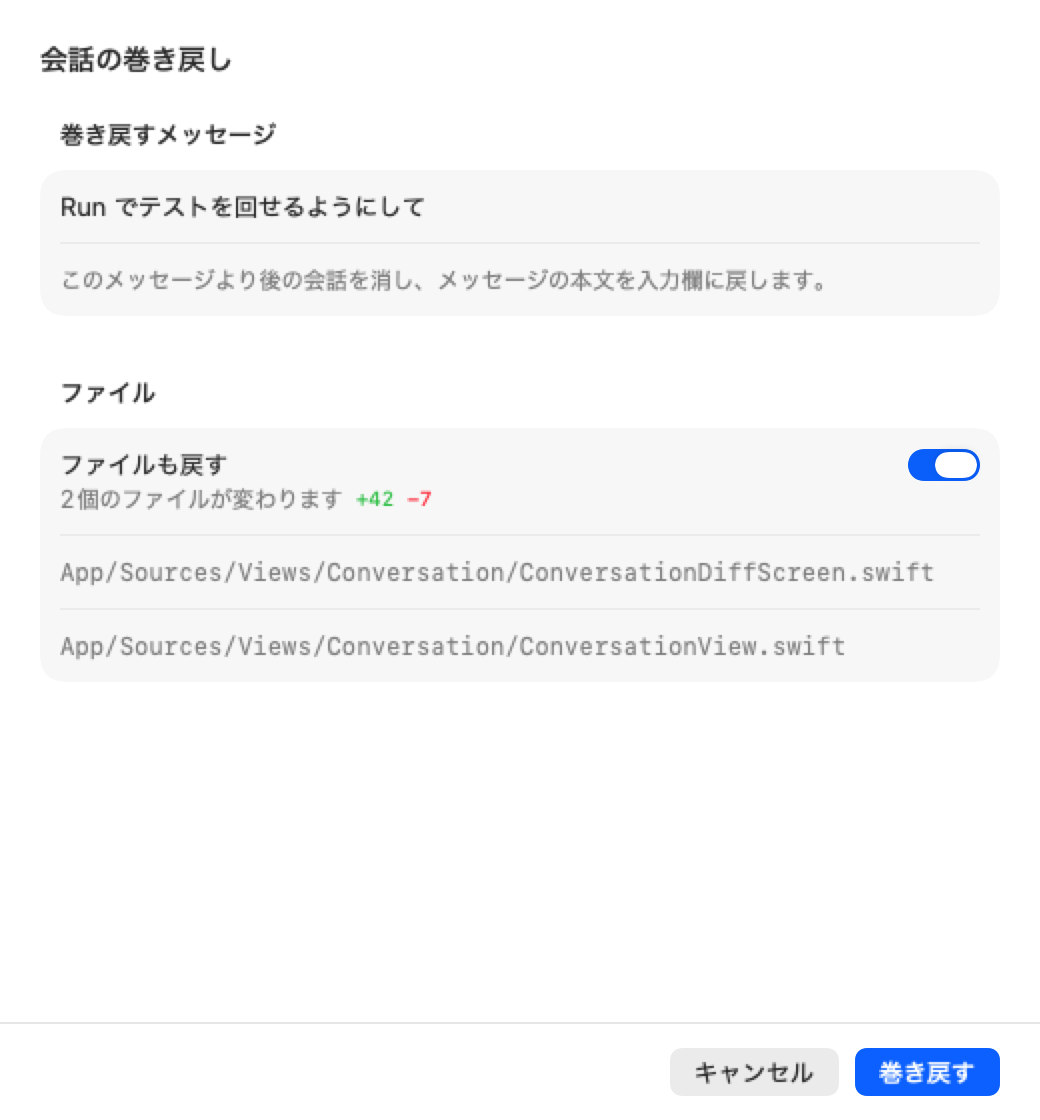 会話の巻き戻し
巻き戻すメッセージ
Run でテストを回せるようにして
このメッセージより後の会話を消し、メッセージの本文を入力欄に戻します。
ファイル
ファイルも戻す
2個のファイルが変わります +42 −7
App/Sources/Views/Conversation/ConversationDiffScreen.swift
App/Sources/Views/Conversation/ConversationView.swift
キャンセル 巻き戻す